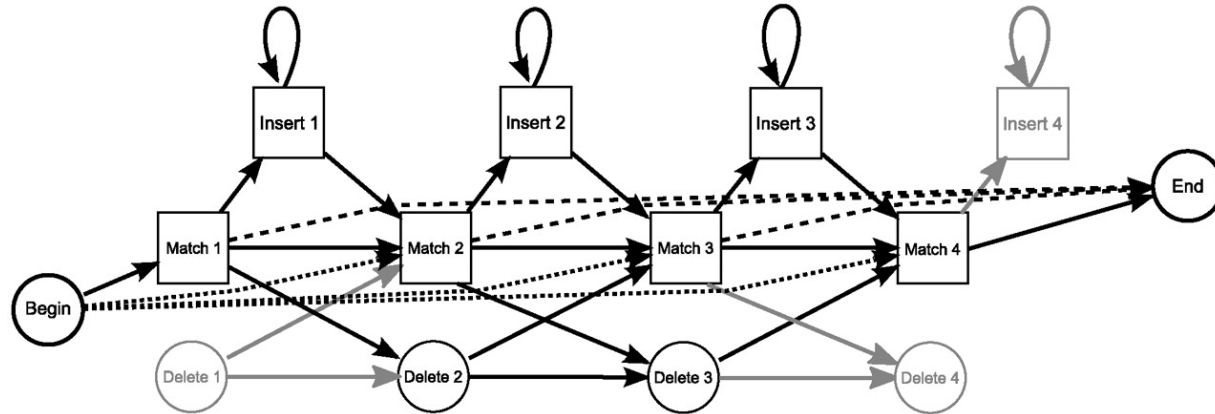 Insert 1
Insert 2
Insert 3
Insert 4
End
Match 1
Match 2
Match 3
Match 4
Begin
Delete 1
Delete 2
Delete 3
Delete 4